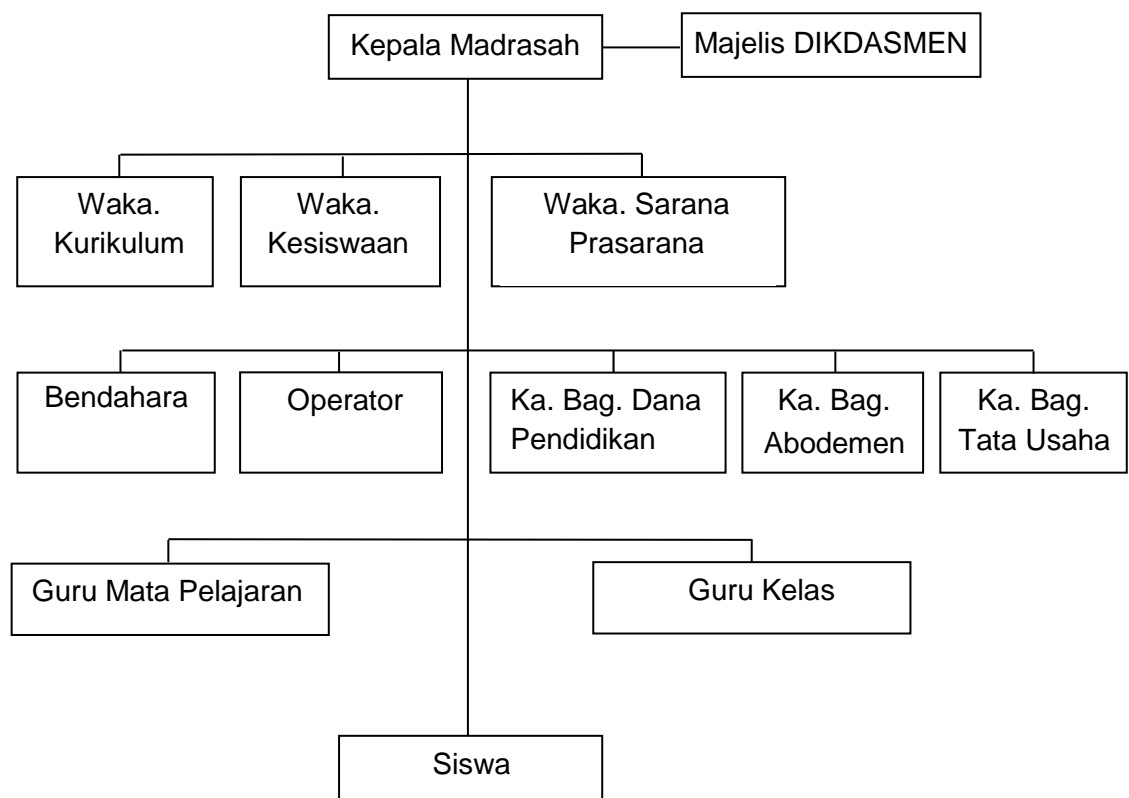 Kepala Madrasah
Majelis DIKDASMEN
Waka.
Kurikulum
Waka.
Kesiswaan
Waka. Sarana
Prasarana
Bendahara
Operator
Ka. Bag. Dana
Pendidikan
Ka. Bag.
Abodemen
Ka. Bag.
Tata Usaha
Guru Mata Pelajaran
Guru Kelas
Siswa